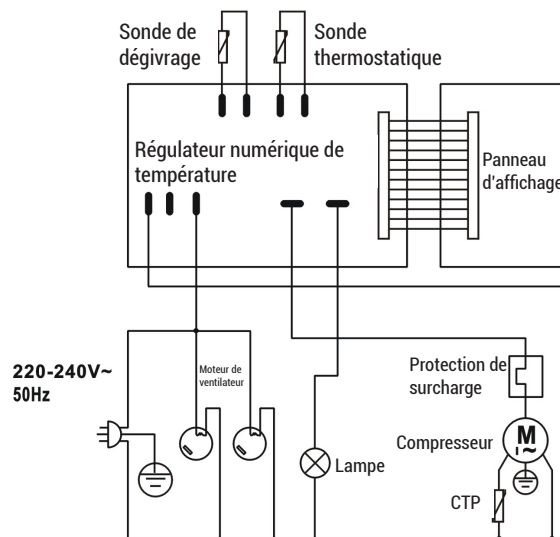 Sonde de
dégivrage
Sonde
thermostatique
Régulateur numérique de
température
Panneau
d'affichage
220-240V~
50Hz
Moteur de
ventilateur
Protection de
surcharge
Compresseur
M
1~
Lampe
CTP